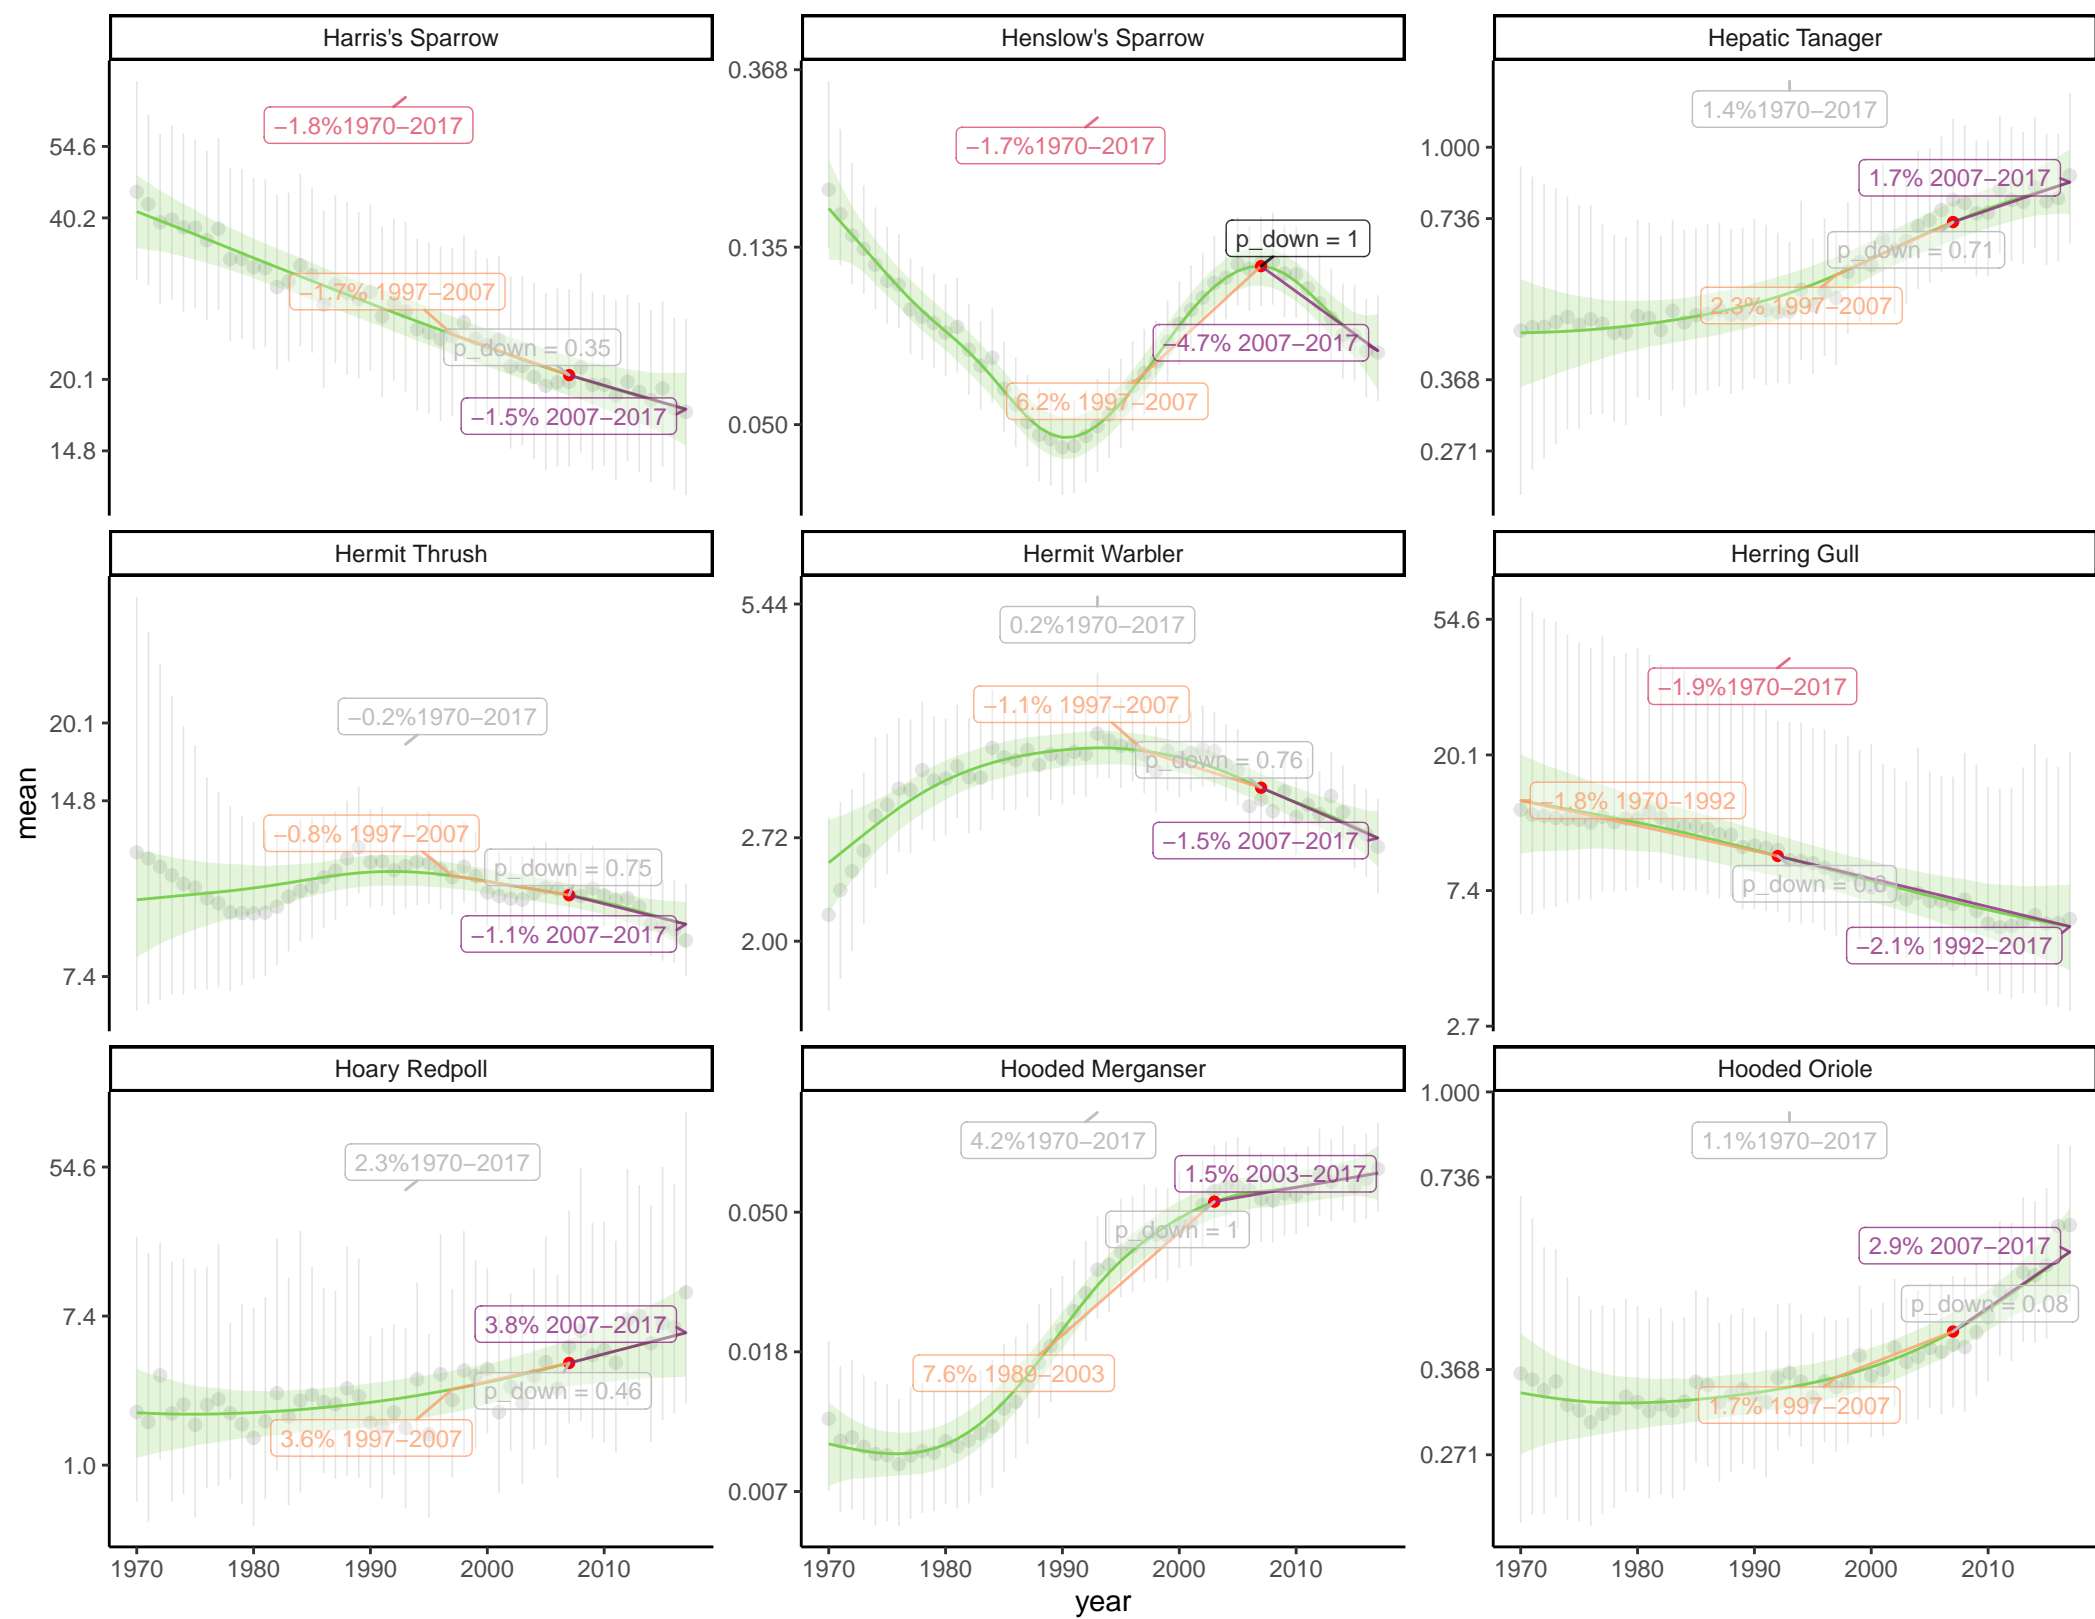 Harris's Sparrow
Henslow's Sparrow
Hepatic Tanager
54.6
40.2
20.1
14.8
−1.8%1970−2017
−1.7% 1997−2007
p_down = 0.35
−1.5% 2007−2017
0.368
0.135
0.050
−1.7%1970−2017
p_down = 1
−4.7% 2007−2017
6.2% 1997−2007
1.000
0.736
0.368
0.271
1.4%1970−2017
1.7% 2007−2017
p_down = 0.71
2.3% 1997−2007
Hermit Thrush
Hermit Warbler
Herring Gull
mean
20.1
14.8
7.4
−0.2%1970−2017
−0.8% 1997−2007
p_down = 0.75
−1.1% 2007−2017
5.44
2.72
2.00
0.2%1970−2017
−1.1% 1997−2007
p_down = 0.76
−1.5% 2007−2017
54.6
20.1
7.4
2.7
−1.9%1970−2017
−1.8% 1970−1992
p_down = 0.6
−2.1% 1992−2017
Hoary Redpoll
Hooded Merganser
Hooded Oriole
54.6
7.4
1.0
2.3%1970−2017
3.8% 2007−2017
p_down = 0.46
3.6% 1997−2007
0.050
0.018
0.007
4.2%1970−2017
1.5% 2003−2017
p_down = 1
7.6% 1989−2003
1.000
0.736
0.368
0.271
1.1%1970−2017
2.9% 2007−2017
p_down = 0.08
1.7% 1997−2007
1970 1980 1990 2000 2010
1970 1980 1990 2000 2010
1970 1980 1990 2000 2010
year